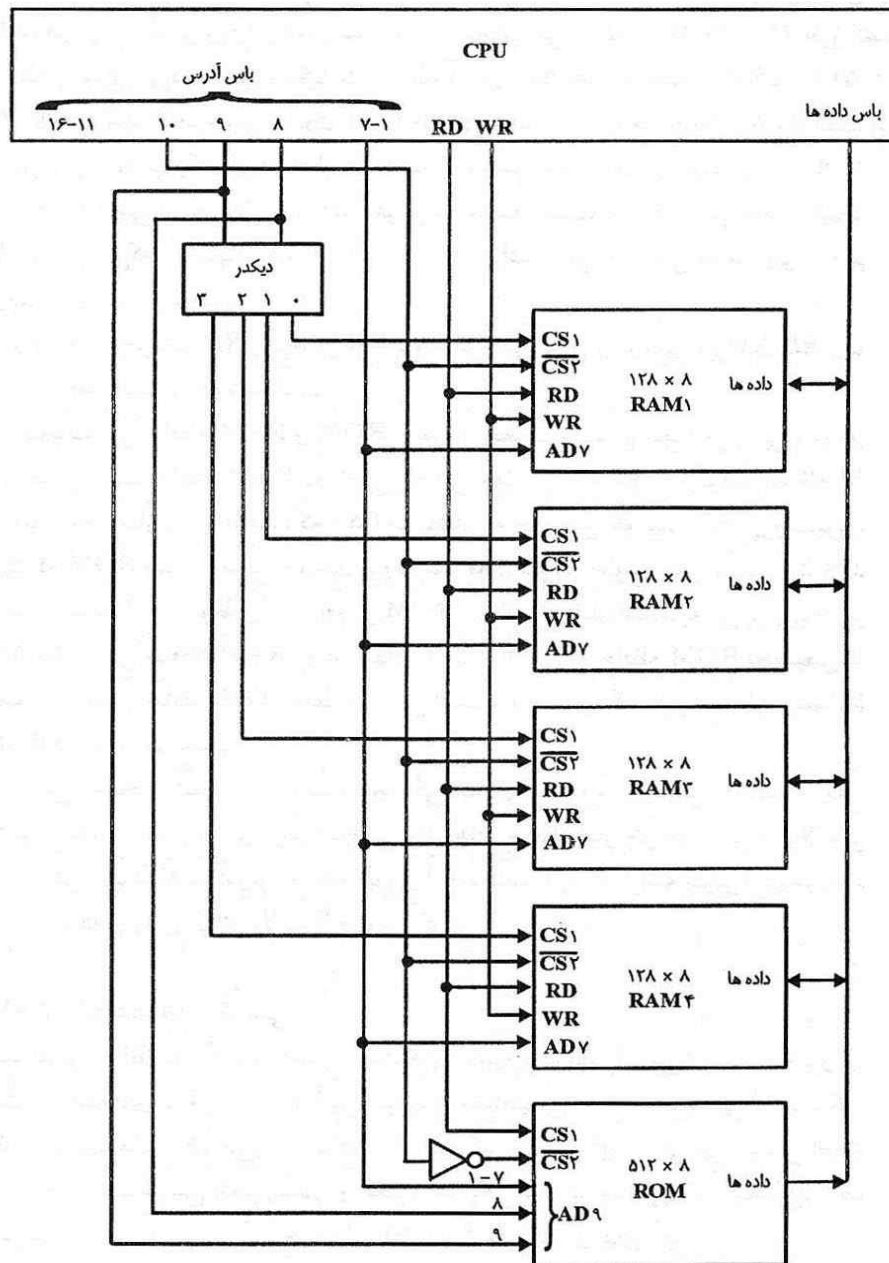 CPU
باس آدرس
باس داده ها
۱۶-۱۱ ۱۰ ۹ ۸ ۷-۱ RD WR
دیکدر
۳ ۲ ۱ ۰
CS۱
CS۲
RD
WR
AD۷
۱۲۸ × ۸
RAM۱
داده ها
CS۱
CS۲
RD
WR
AD۷
۱۲۸ × ۸
RAM۲
داده ها
CS۱
CS۲
RD
WR
AD۷
۱۲۸ × ۸
RAM۳
داده ها
CS۱
CS۲
RD
WR
AD۷
۱۲۸ × ۸
RAM۴
داده ها
CS۱
CS۲
۱-۷
۸
۹
AD۹
۵۱۲ × ۸
ROM
داده ها